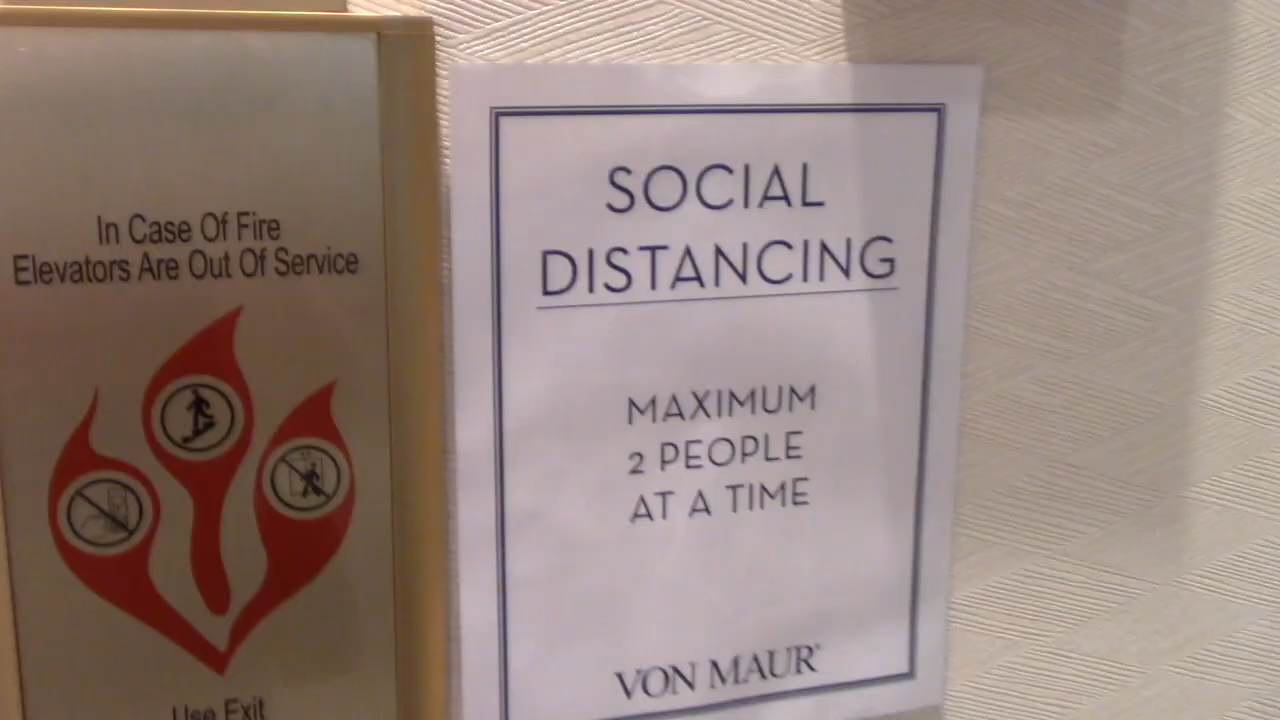 In Case Of Fire
Elevators Are Out Of Service
Use Exit
SOCIAL
DISTANCING
MAXIMUM
2 PEOPLE
AT A TIME
VON MAUR®